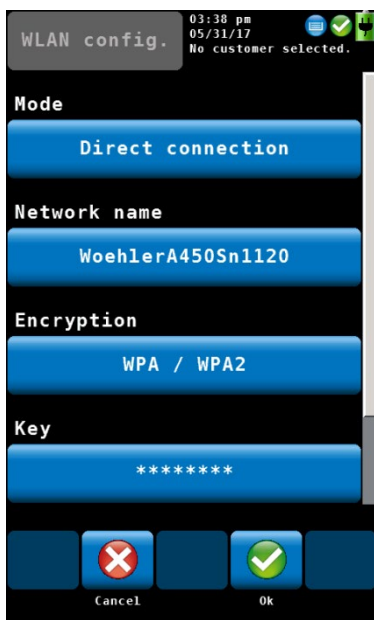 WLAN config.
03:38 pm
05/31/17
No customer selected.
Mode
Direct connection
Network name
WoehlerA450Sn1120
Encryption
WPA / WPA2
Key
********
Cancel
Ok